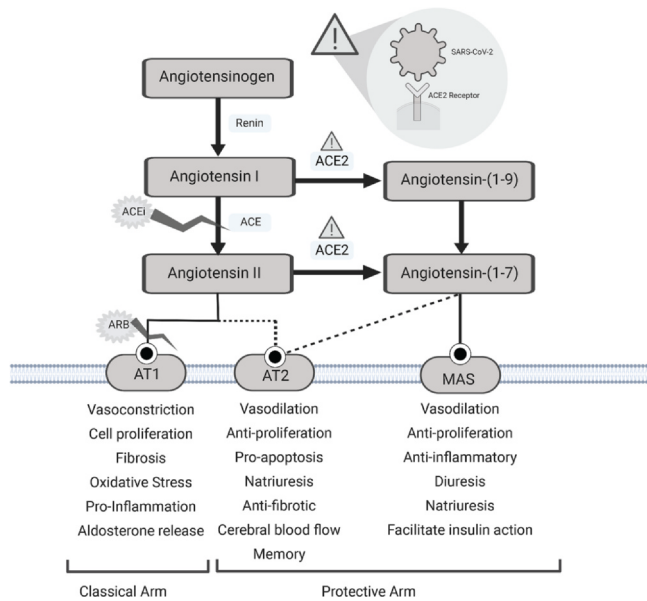 SARS-CoV-2
ACE2 Receptor
Angiotensinogen
Renin
Angiotensin I
ACE2
Angiotensin-(1-9)
ACEi
ACE
Angiotensin II
ACE2
Angiotensin-(1-7)
ARB
AT1
AT2
MAS
Vasoconstriction
Cell proliferation
Fibrosis
Oxidative Stress
Pro-Inflammation
Aldosterone release
Vasodilation
Anti-proliferation
Pro-apoptosis
Natriuresis
Anti-fibrotic
Cerebral blood flow
Memory
Vasodilation
Anti-proliferation
Anti-inflammatory
Diuresis
Natriuresis
Facilitate insulin action
Classical Arm
Protective Arm